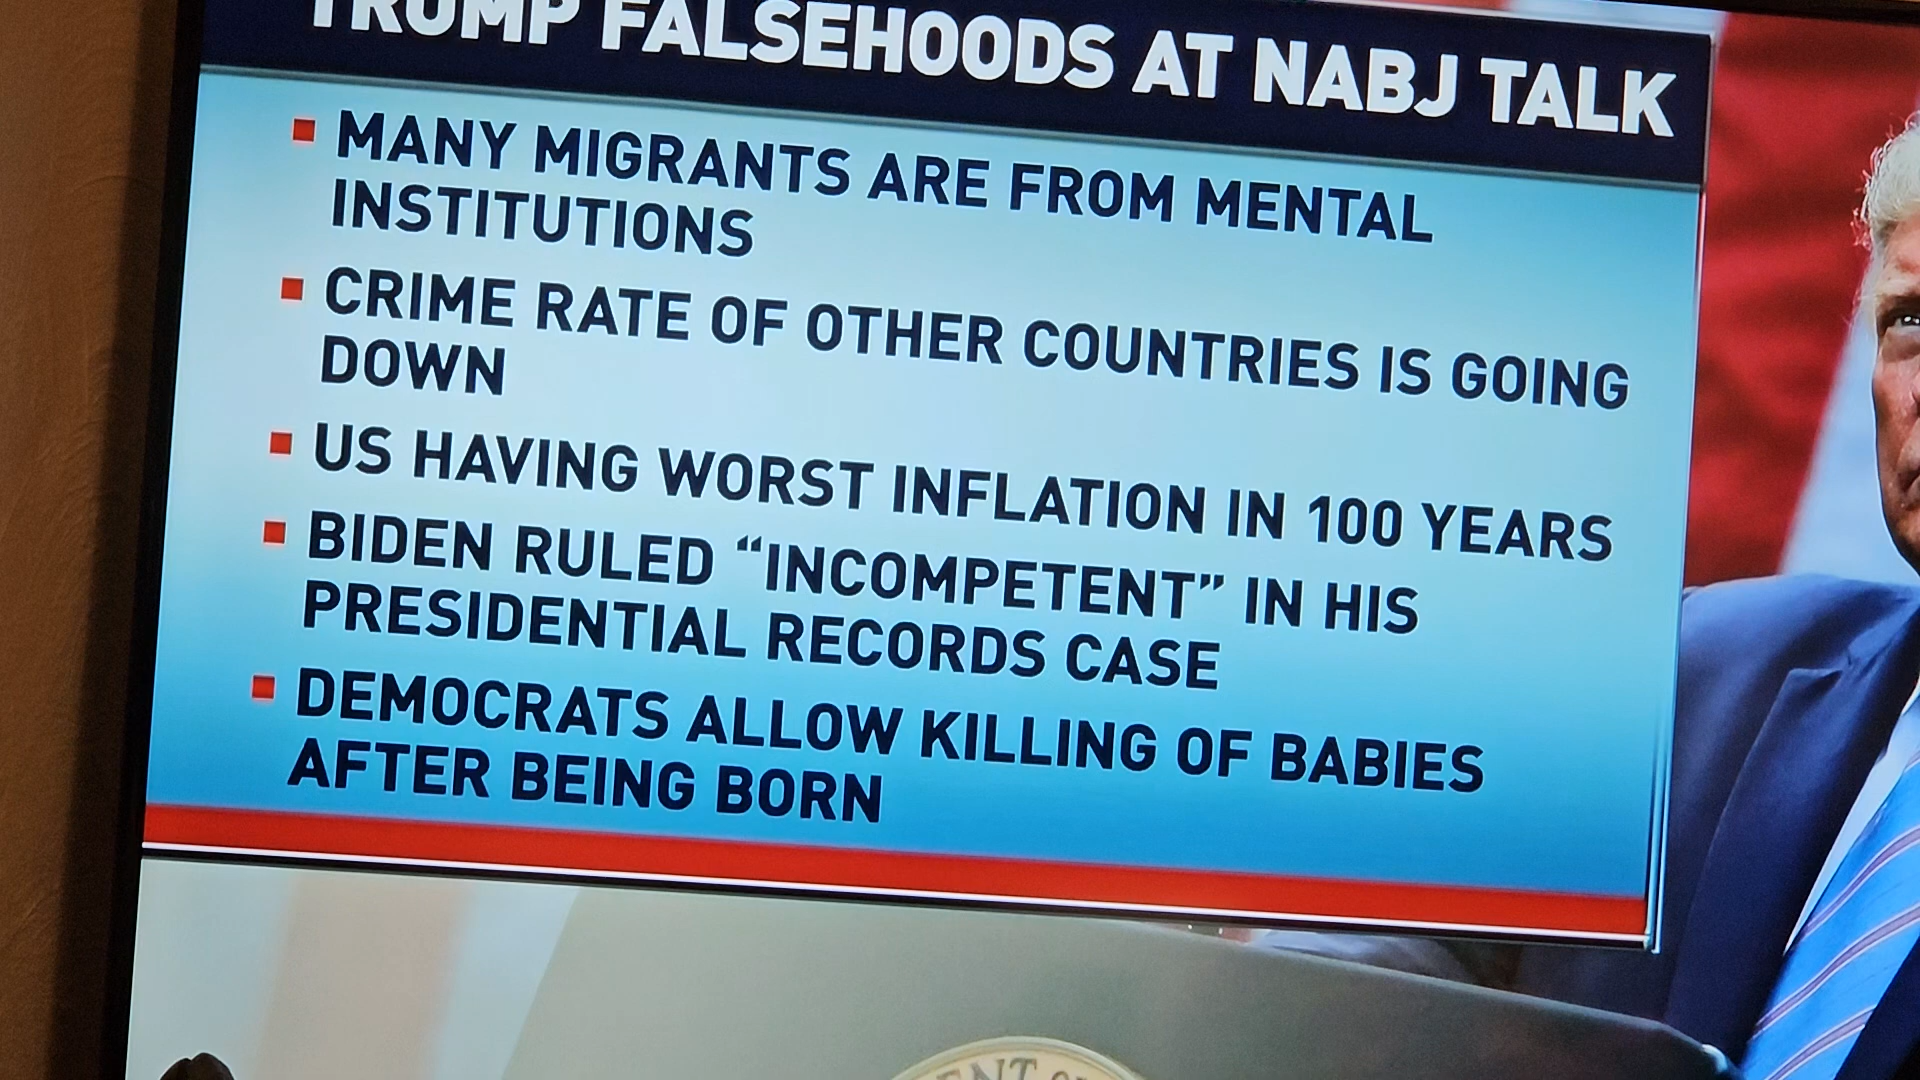 TRUMP FALSEHOODS AT NABJ TALK
MANY MIGRANTS ARE FROM MENTAL
INSTITUTIONS
CRIME RATE OF OTHER COUNTRIES IS GOING
DOWN
US HAVING WORST INFLATION IN 100 YEARS
BIDEN RULED “INCOMPETENT” IN HIS
PRESIDENTIAL RECORDS CASE
DEMOCRATS ALLOW KILLING OF BABIES
AFTER BEING BORN